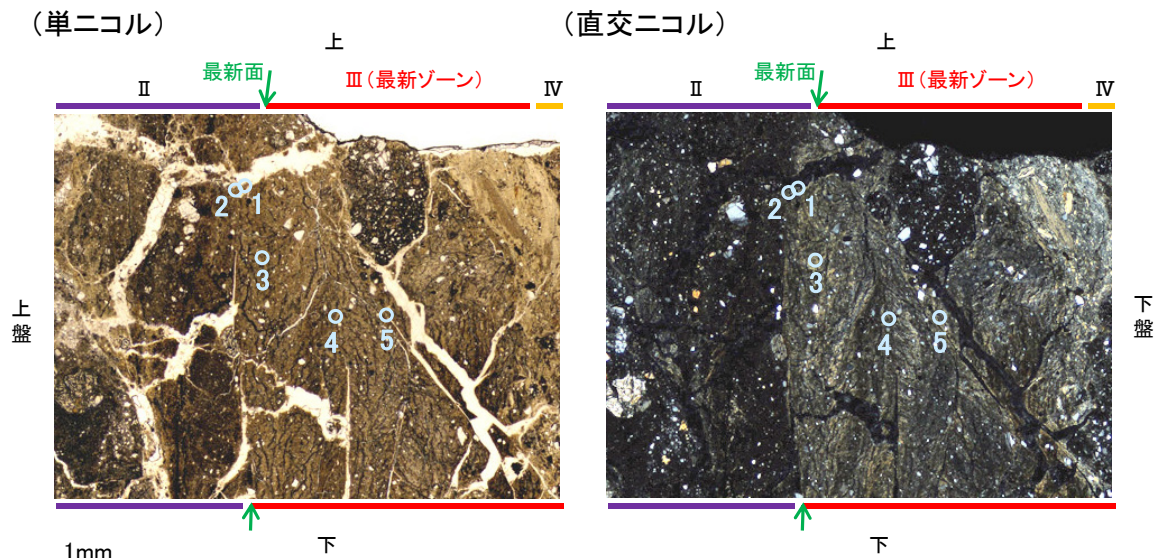 (単ニコル)
上
最新面
Ⅱ
Ⅲ(最新ゾーン)
Ⅳ
2 1
3
4 5
上盤
下
1mm
(直交ニコル)
上
最新面
Ⅱ
Ⅲ(最新ゾーン)
Ⅳ
2 1
3
4 5
下盤
下